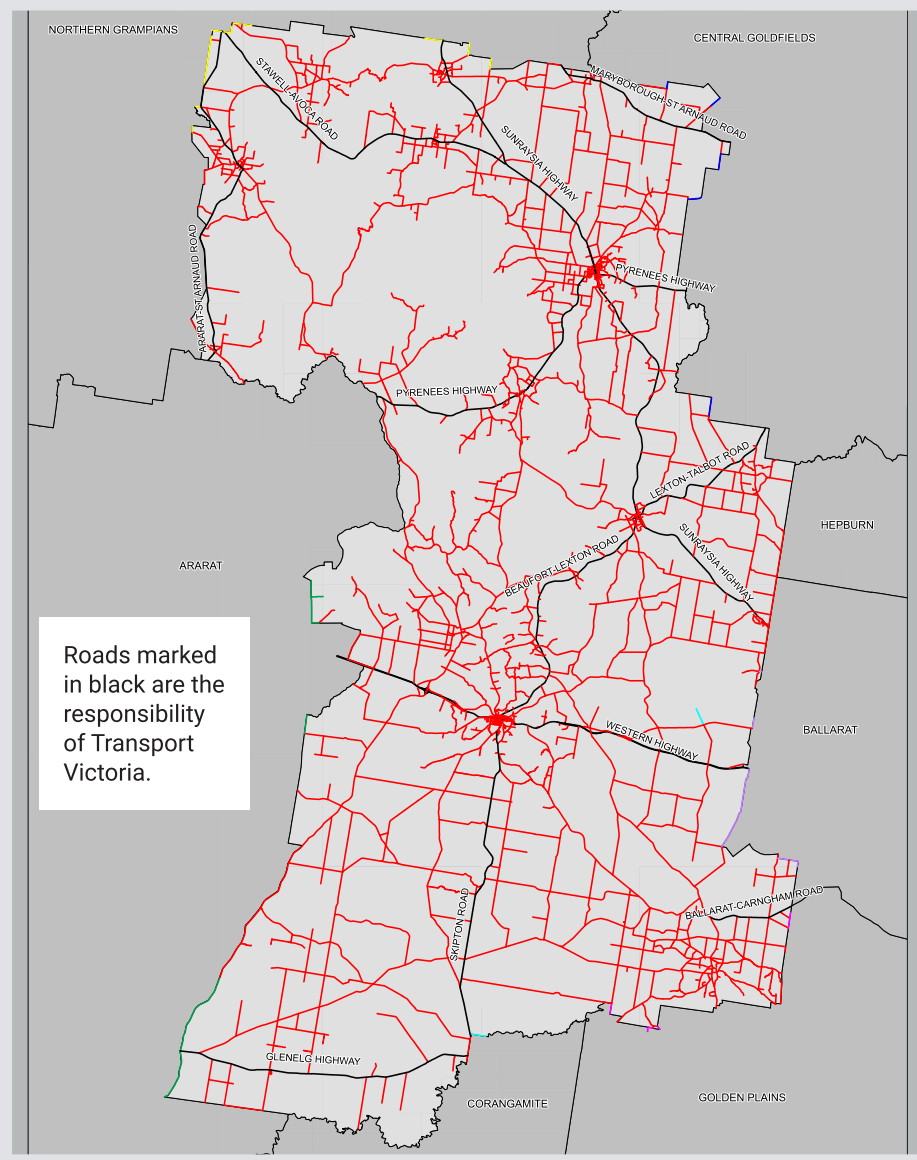 NORTHERN GRAMPIANS
CENTRAL GOLDFIELDS
STAWELL-AVOCA ROAD
MARYBOROUGH-ST ARNAUD ROAD
SUNRAYSIA HIGHWAY
ARARAT-ST ARNAUD ROAD
PYRENEES HIGHWAY
PYRENEES HIGHWAY
LEXTON-TALBOT ROAD
HEPBURN
SUNRAYSIA HIGHWAY
BEAUFORT-LEXTON ROAD
ARARAT
Roads marked
in black are the
responsibility
of Transport
Victoria.
WESTERN HIGHWAY
BALLARAT
BALLARAT-CARNGHAM ROAD
SKIPTON ROAD
GLENELG HIGHWAY
CORANGAMITE
GOLDEN PLAINS